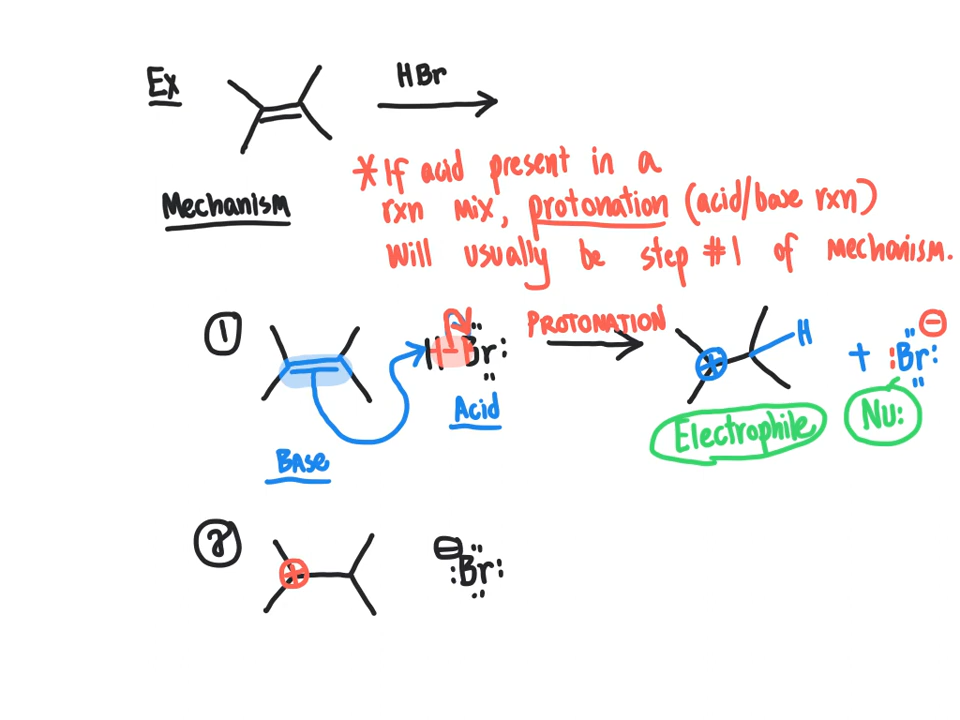 Ex
HBr
Mechanism
*If acid present in a
rxn mix, protonation (acid/base rxn)
will usually be step #1 of mechanism.
① H–Br: PROTONATION ⊕ H + :Br: ⊖
Base
Acid
Electrophile
Nu:
② ⊕ ⊖ :Br: